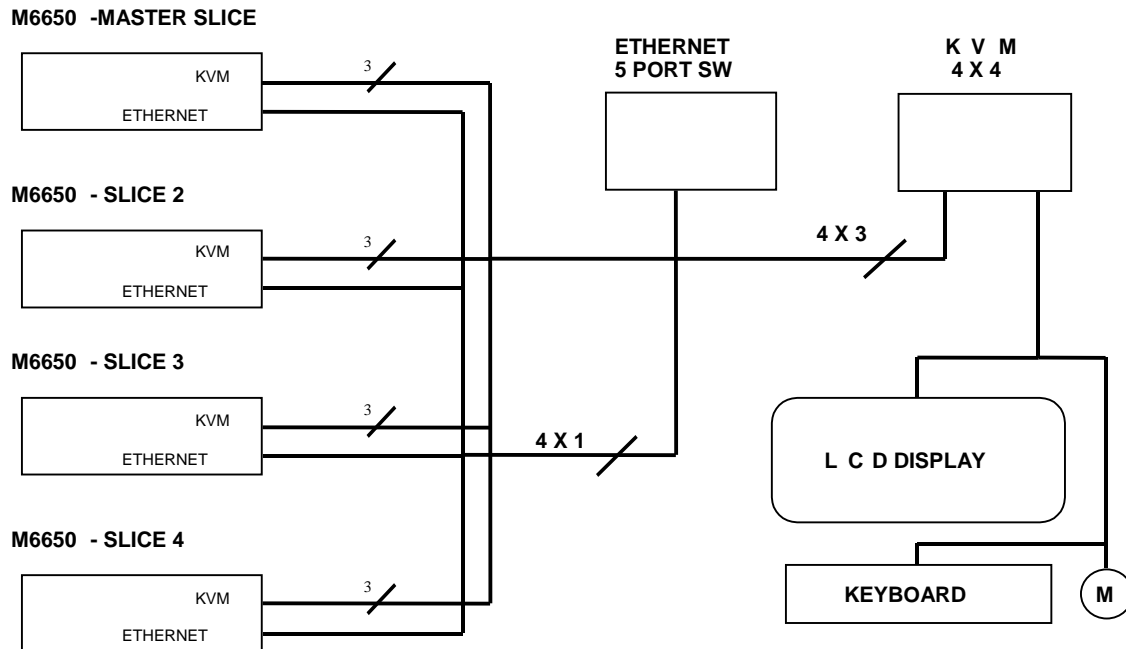 M6650 -MASTER SLICE
KVM
ETHERNET
3
ETHERNET
5 PORT SW
K V M
4 X 4
M6650 - SLICE 2
KVM
ETHERNET
3
4 X 3
M6650 - SLICE 3
KVM
ETHERNET
3
4 X 1
L C D DISPLAY
M6650 - SLICE 4
KVM
ETHERNET
3
KEYBOARD
M